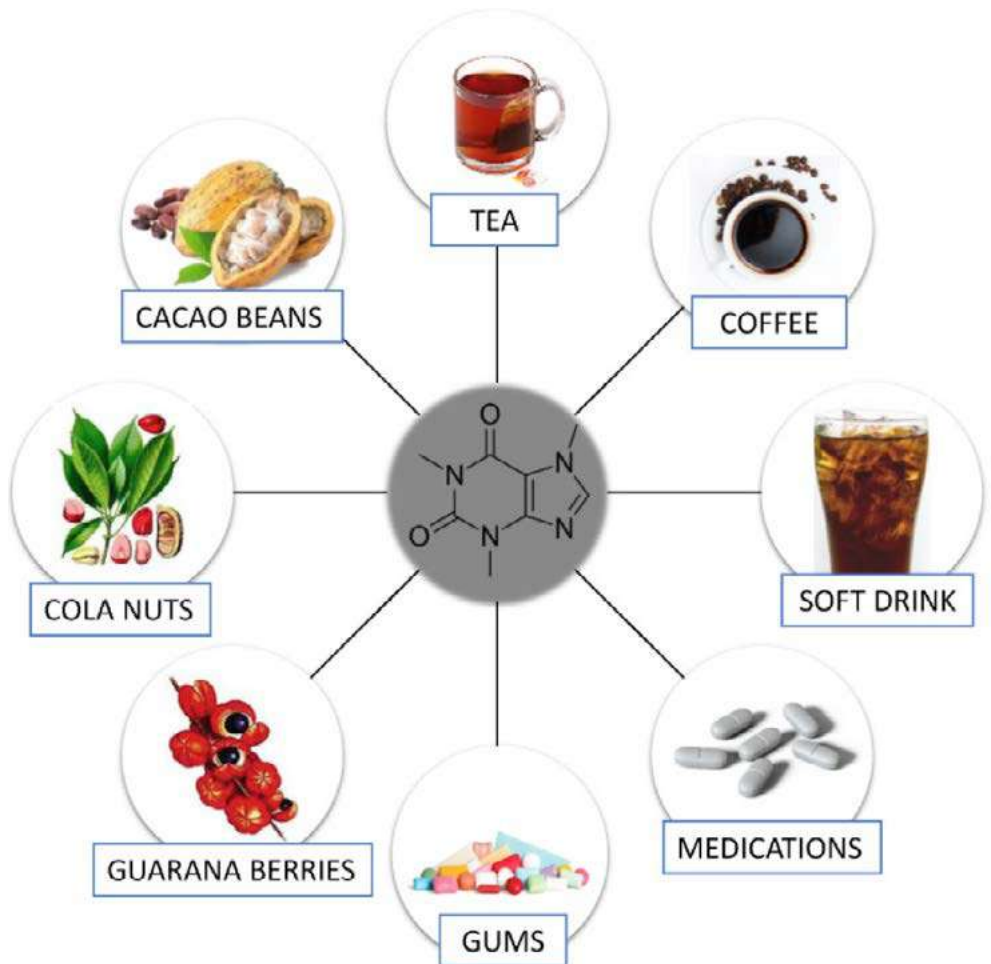 TEA
CACAO BEANS
COFFEE
O
N
N
O
N
N
COLA NUTS
SOFT DRINK
GUARANA BERRIES
MEDICATIONS
GUMS